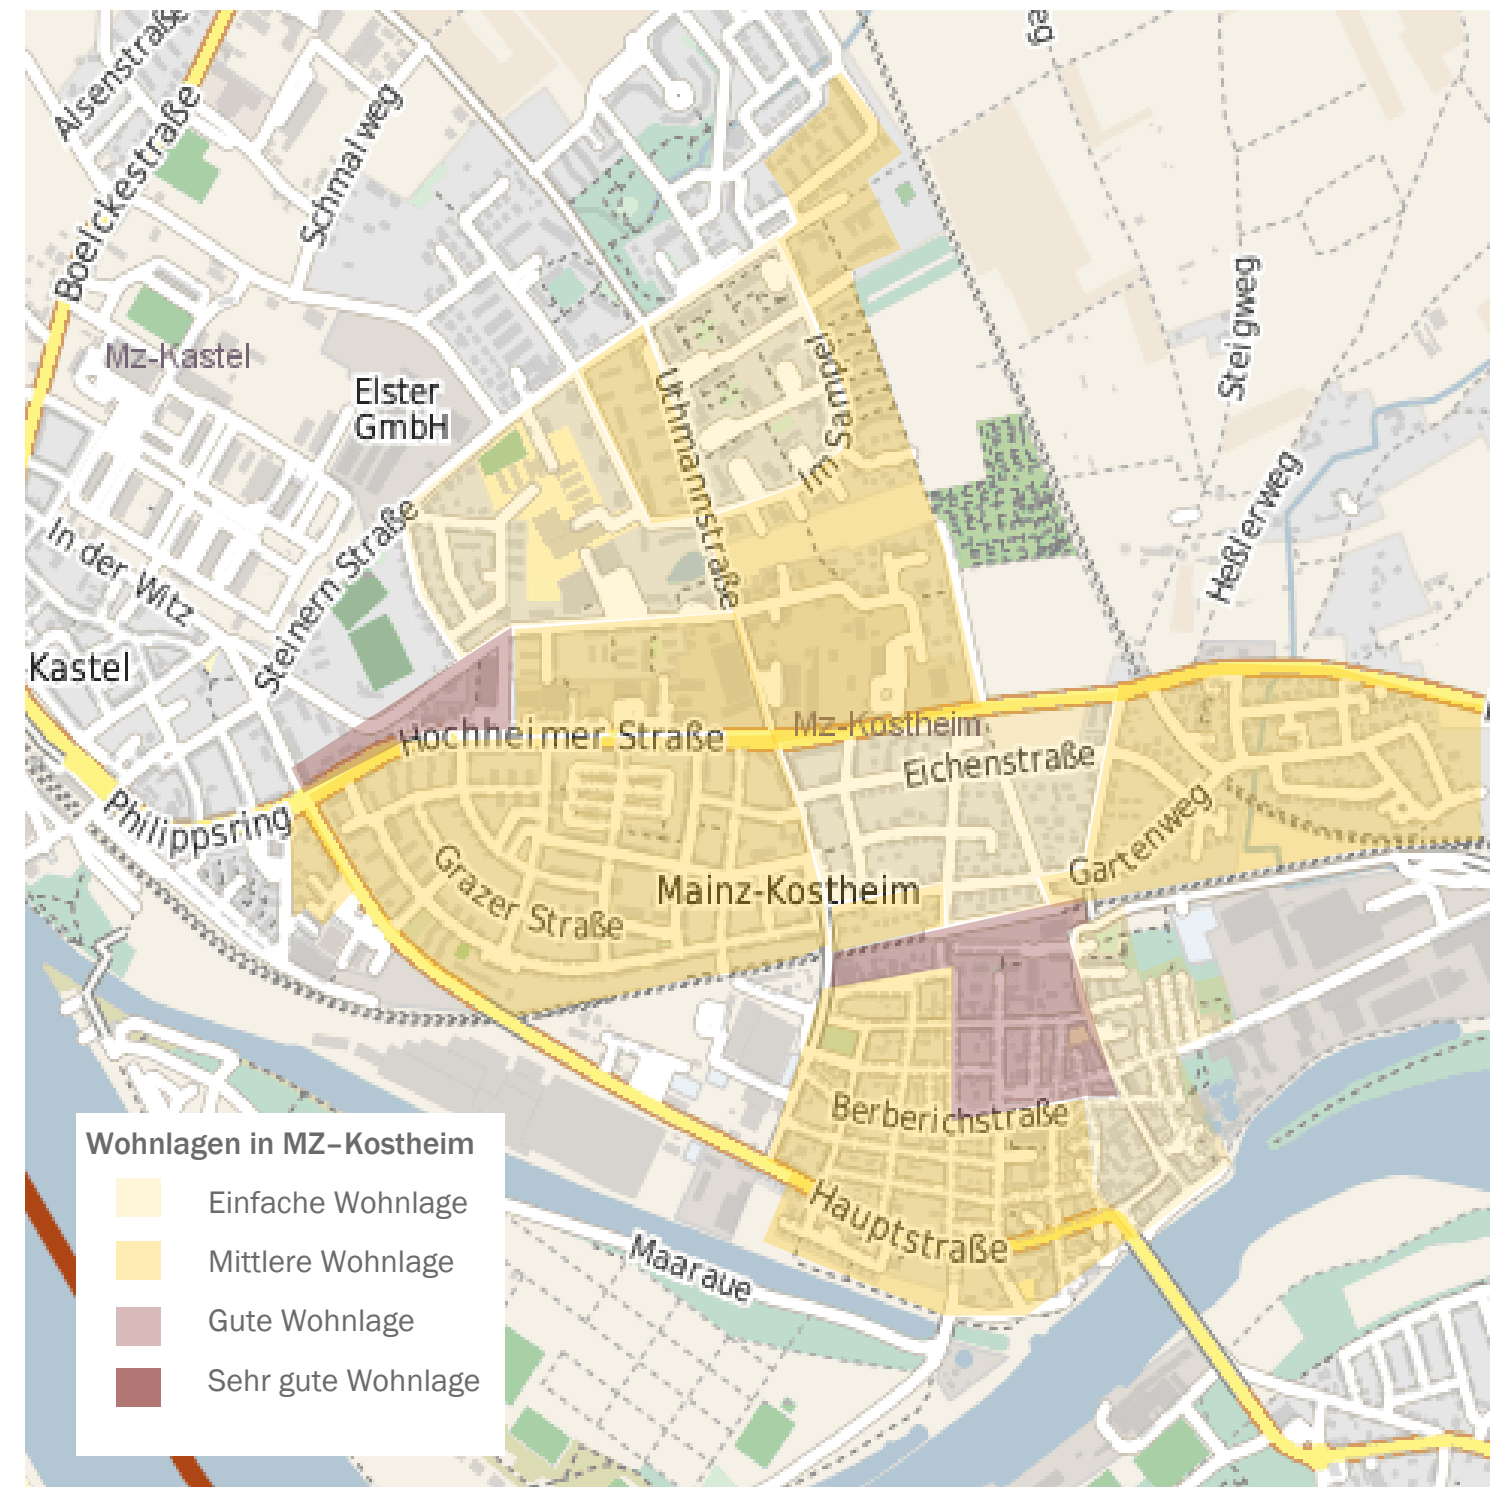 Alsenstraße
eg
Boelckestraße
Schmalweg
Steigweg
Mz-Kastel
Elster
GmbH
Uthmannstraße
Im Sampel
Heßlerweg
In der Witz
Steinern Straße
Kastel
Hochheimer Straße
Mz-Kostheim
Eichenstraße
Philippsring
Gartenweg
Grazer Straße
Mainz-Kostheim
Berberichstraße
Hauptstraße
Maaraue
Wohnlagen in MZ–Kostheim
Einfache Wohnlage
Mittlere Wohnlage
Gute Wohnlage
Sehr gute Wohnlage